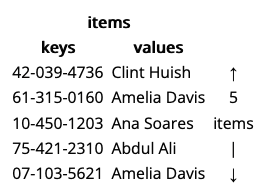 items
keys values
42-039-4736 Clint Huish ↑
61-315-0160 Amelia Davis 5
10-450-1203 Ana Soares items
75-421-2310 Abdul Ali |
07-103-5621 Amelia Davis ↓